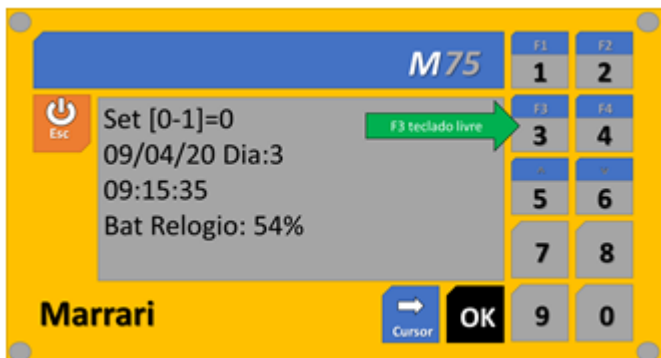 M75
F1 F2
1 2
Esc
Set [0-1]=0
09/04/20 Dia:3
09:15:35
Bat Relogio: 54%
F3 teclado livre
F3 F4
3 4
5 6
7 8
Marrari
Cursor
OK
9 0